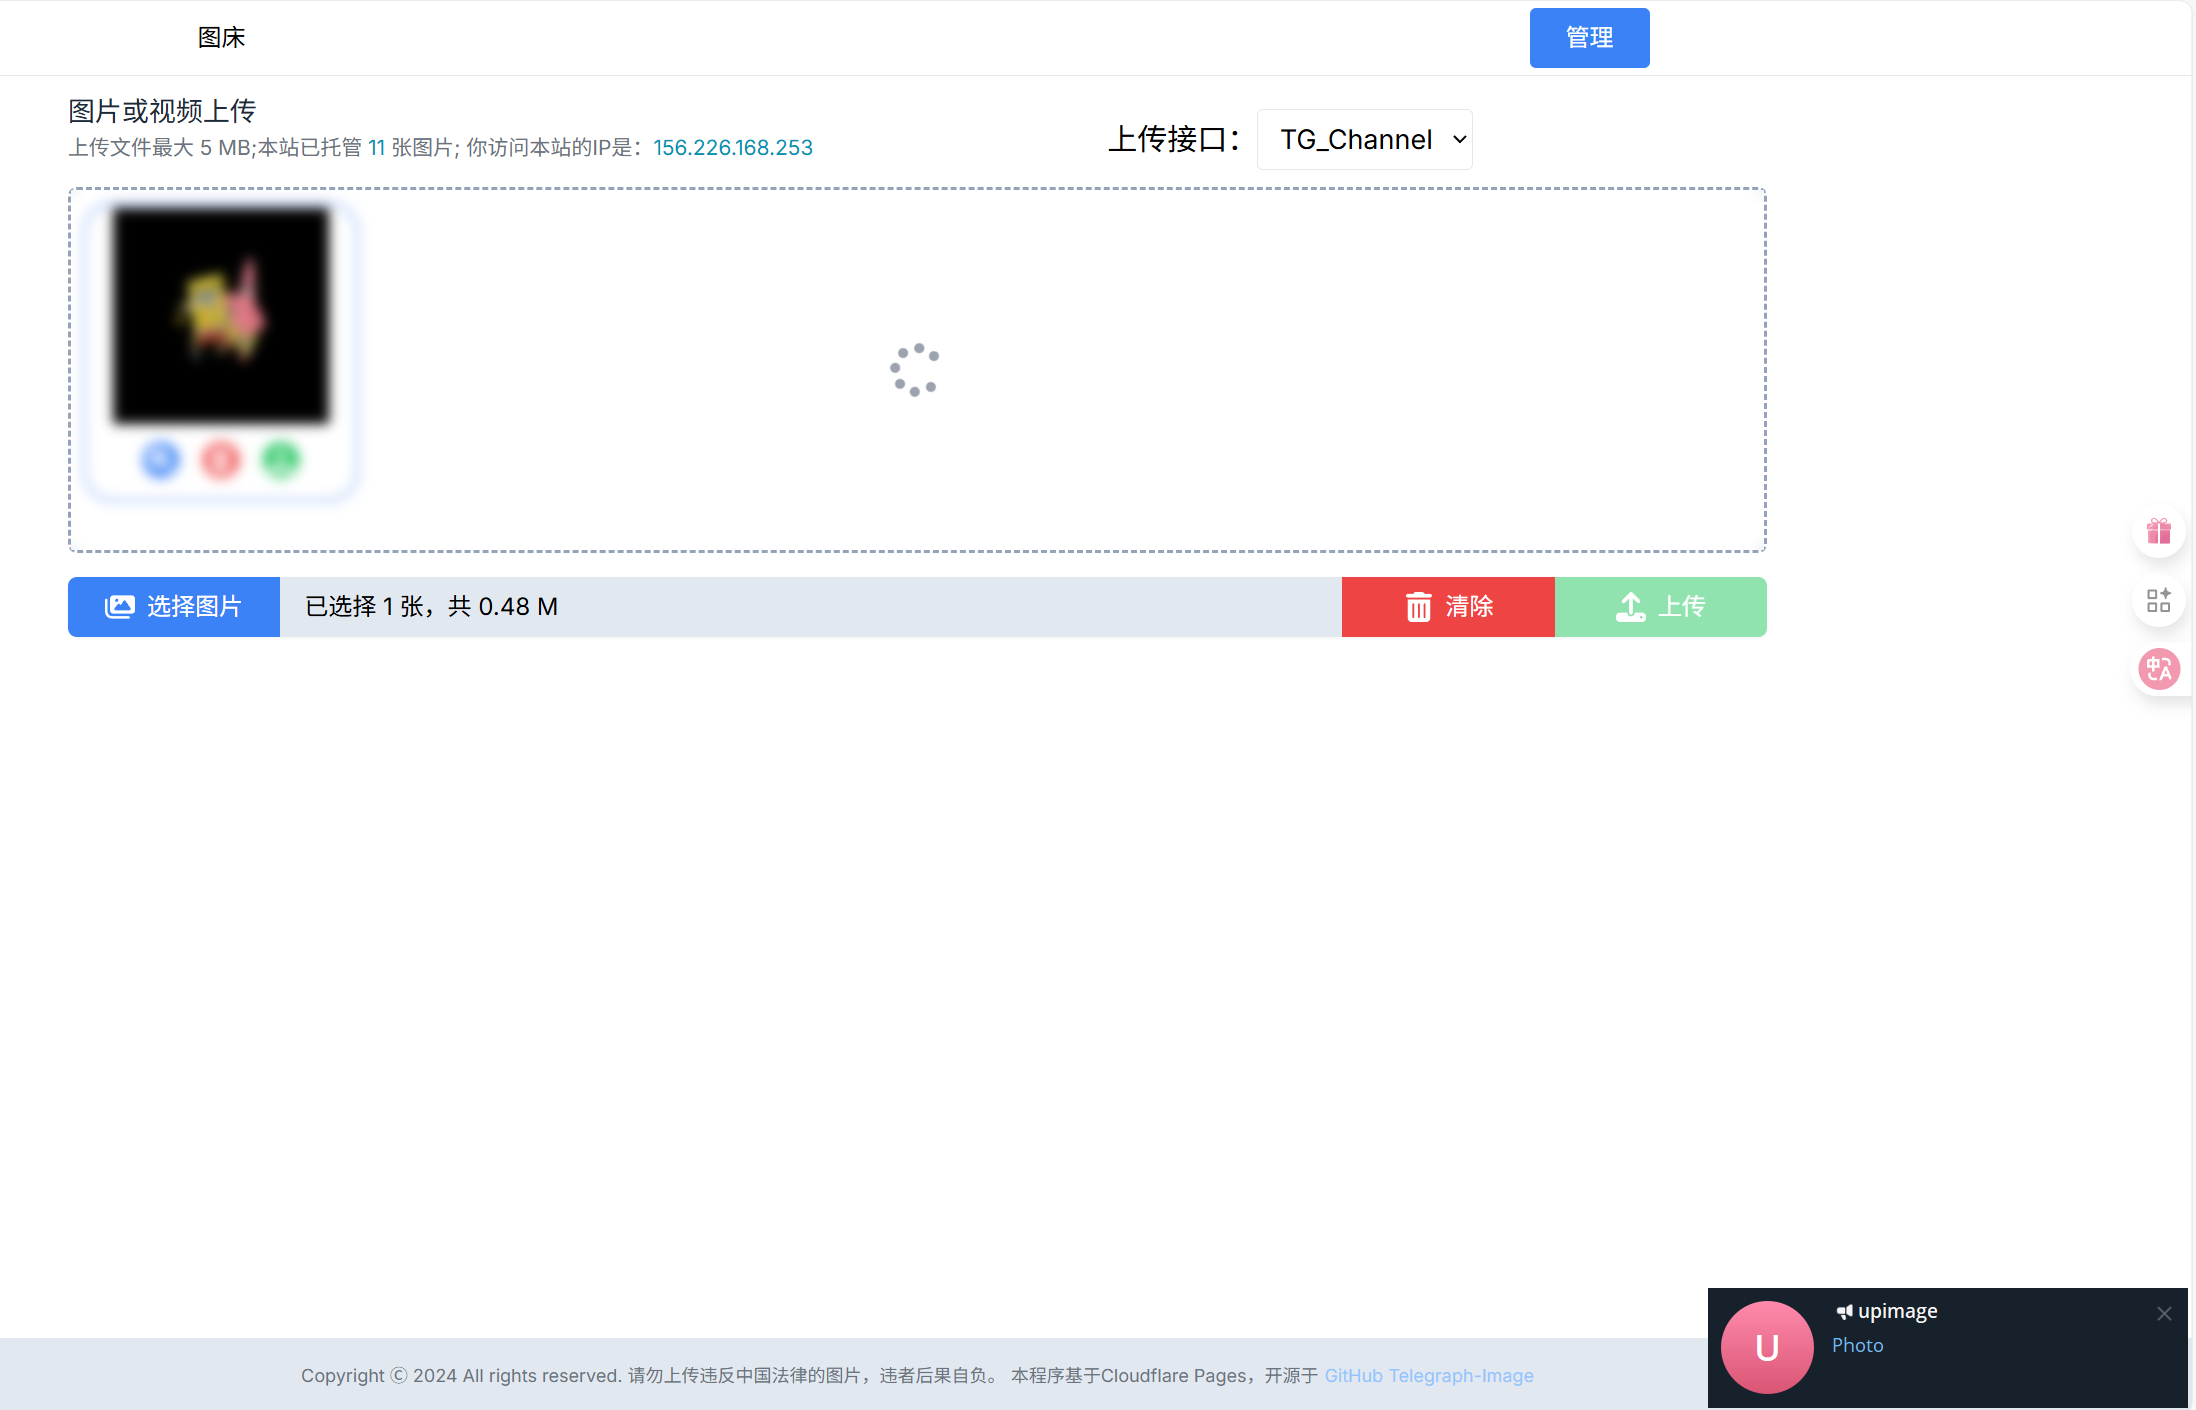 图床
管理
图片或视频上传
上传文件最大 5 MB;本站已托管 11 张图片; 你访问本站的IP是：156.226.168.253
上传接口：
TG_Channel
选择图片
已选择 1 张，共 0.48 M
清除
上传
中A
upimage
U
Photo
Copyright Ⓒ 2024 All rights reserved. 请勿上传违反中国法律的图片，违者后果自负。 本程序基于Cloudflare Pages，开源于 GitHub Telegraph-Image